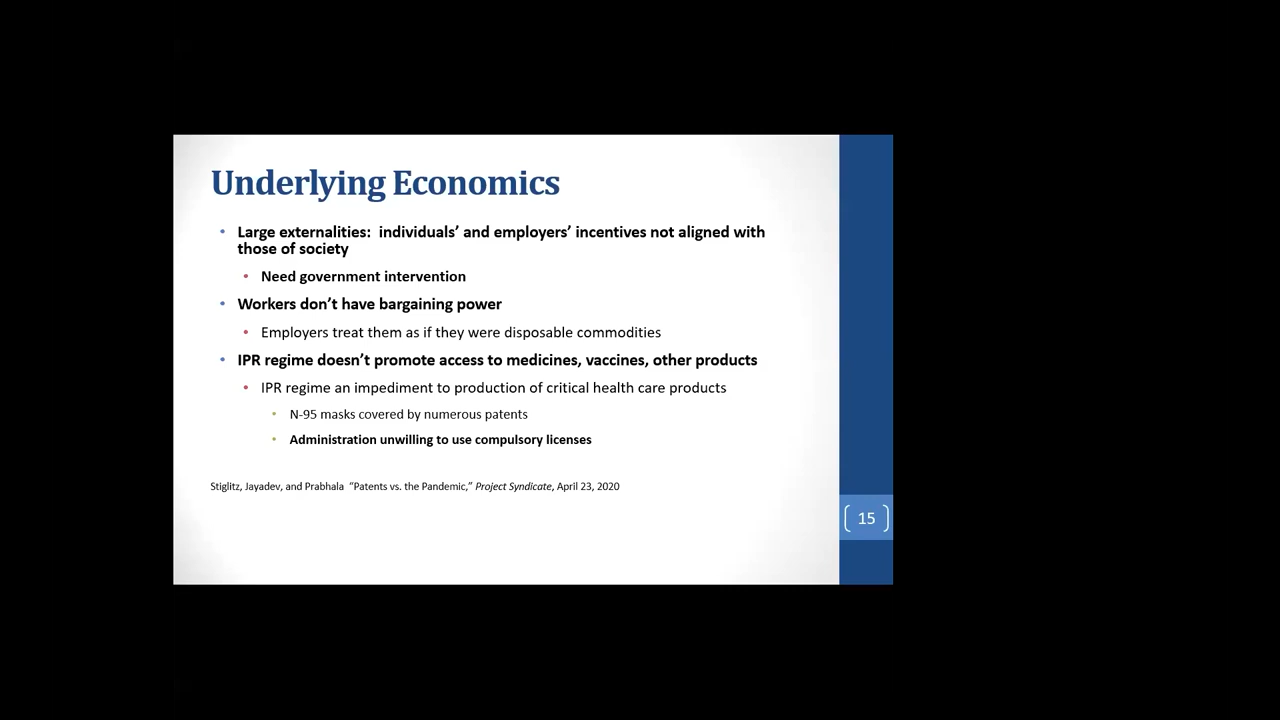 Underlying Economics
• Large externalities:  individuals’ and employers’ incentives not aligned with
those of society
• Need government intervention
• Workers don’t have bargaining power
• Employers treat them as if they were disposable commodities
• IPR regime doesn’t promote access to medicines, vaccines, other products
• IPR regime an impediment to production of critical health care products
• N-95 masks covered by numerous patents
• Administration unwilling to use compulsory licenses
Stiglitz, Jayadev, and Prabhala  “Patents vs. the Pandemic,” Project Syndicate, April 23, 2020
15